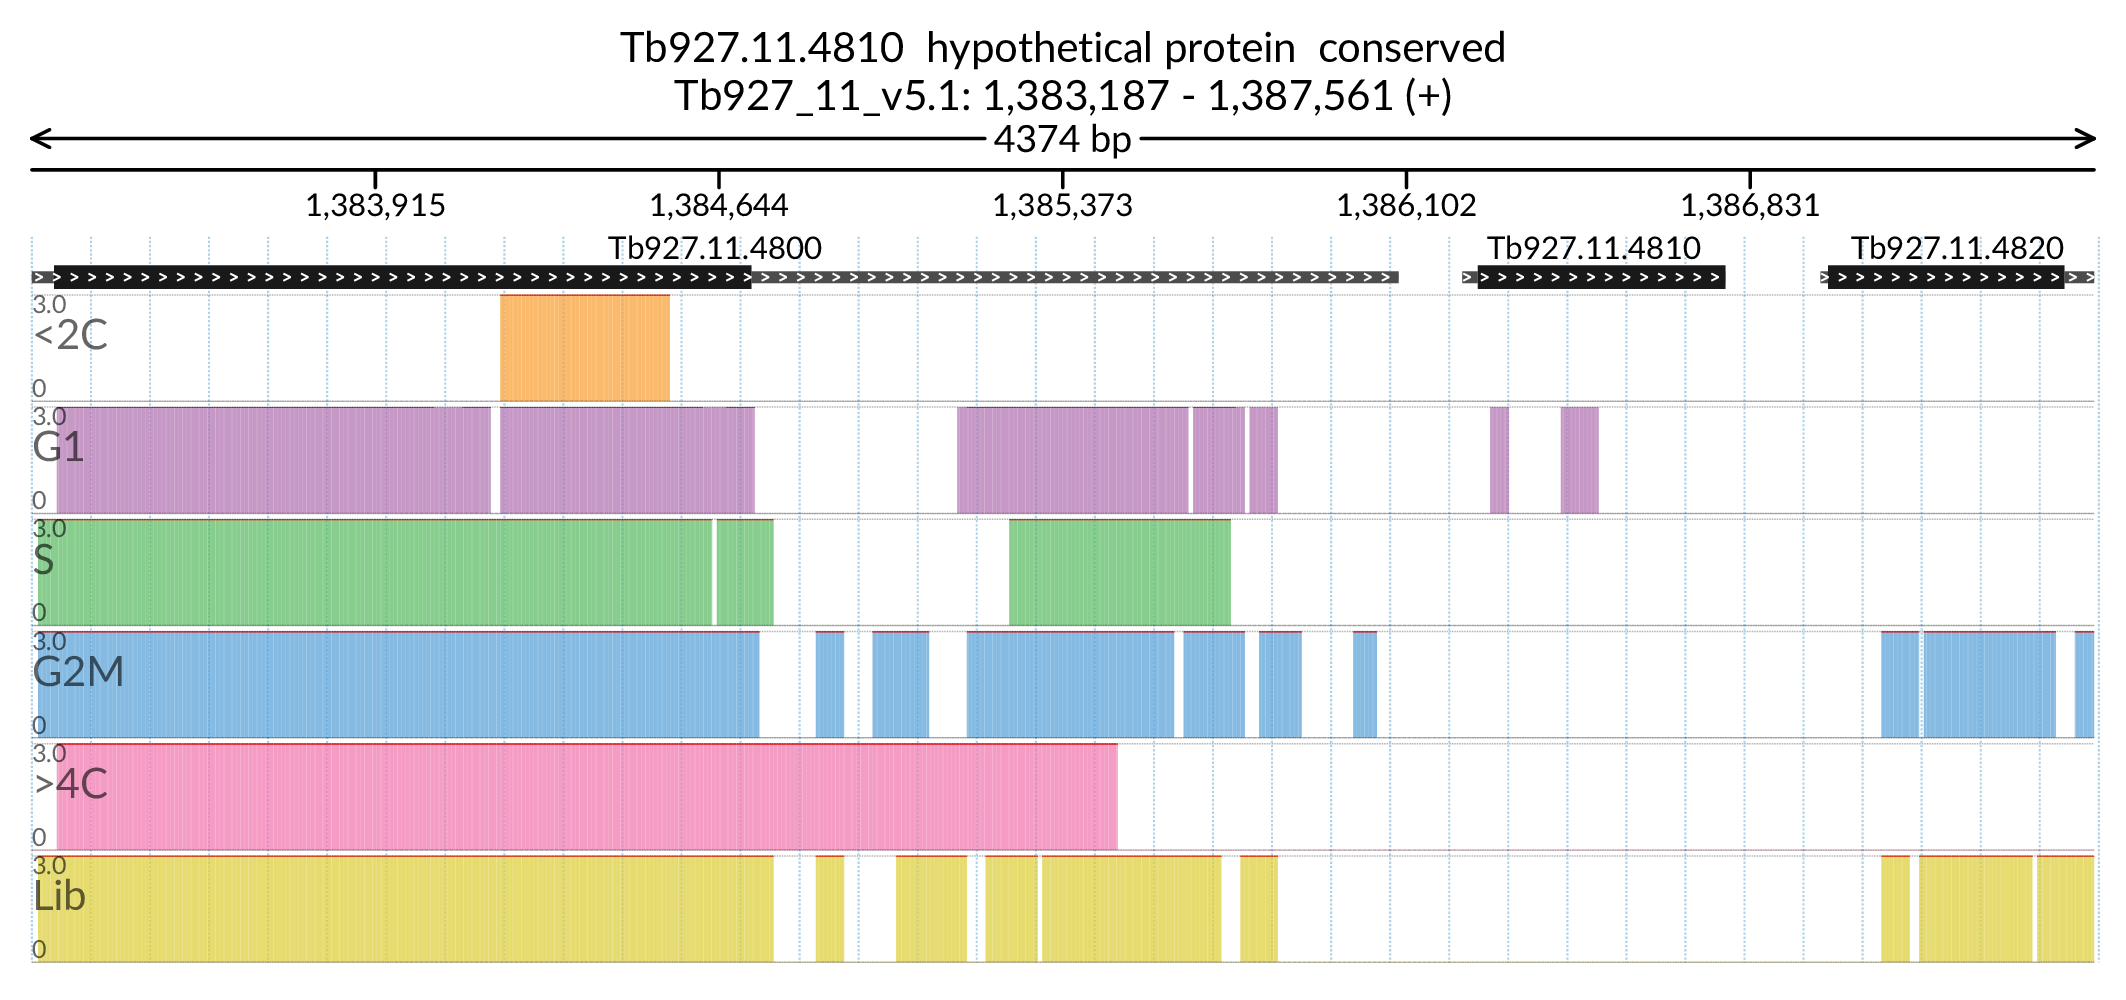 Tb927.11.4810  hypothetical protein  conserved
Tb927_11_v5.1: 1,383,187 - 1,387,561 (+)
4374 bp
1,383,915 1,384,644 1,385,373 1,386,102 1,386,831
Tb927.11.4800 Tb927.11.4810 Tb927.11.4820
3.0
<2C
0
3.0
G1
0
3.0
S
0
3.0
G2M
0
3.0
>4C
0
3.0
Lib
0